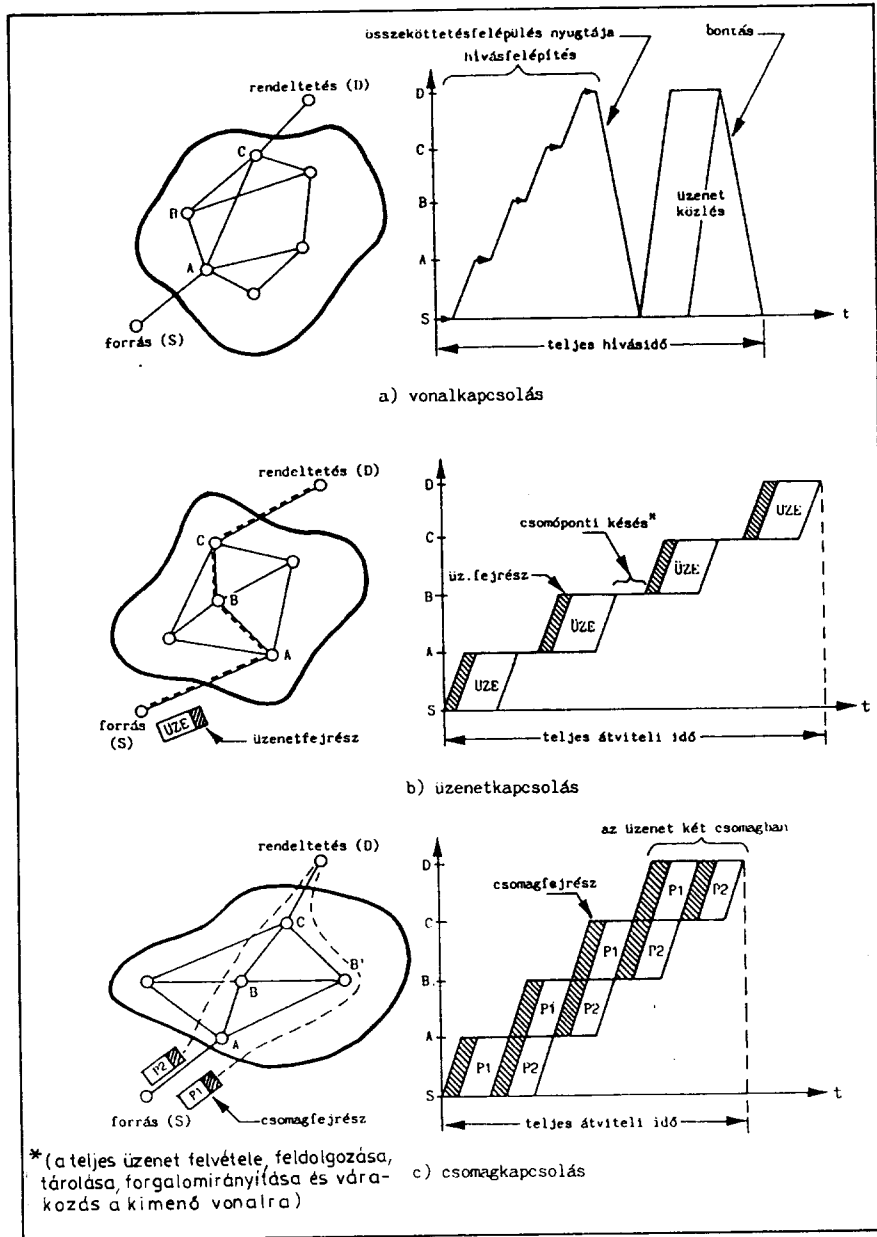 összeköttetésfelépülés nyugtája
bontás
hívásfelépítés
rendeltetés (D)
D
C
C
B
B
A
A
üzenet
közlés
S
t
forrás (S)
teljes hívásidő
a) vonalkapcsolás
rendeltetés (D)
D
ÜZE
csomóponti késés*
C
C
ÜZE
üz.fejrész
B
B
ÜZE
A
A
ÜZE
S
t
forrás
(S)
ÜZE
üzenetfejrész
teljes átviteli idő
b) üzenetkapcsolás
az üzenet két csomagban
rendeltetés (D)
D
csomagfejrész
P1
P2
C
C
P1
P2
B'
B
B
P1
P2
A
A
P1
P2
P2
P1
S
t
forrás (S)
csomagfejrész
teljes átviteli idő
*(a teljes üzenet felvétele, feldolgozása,
tárolása, forgalomirányítása és vára-
kozás a kimenő vonalra)
c) csomagkapcsolás